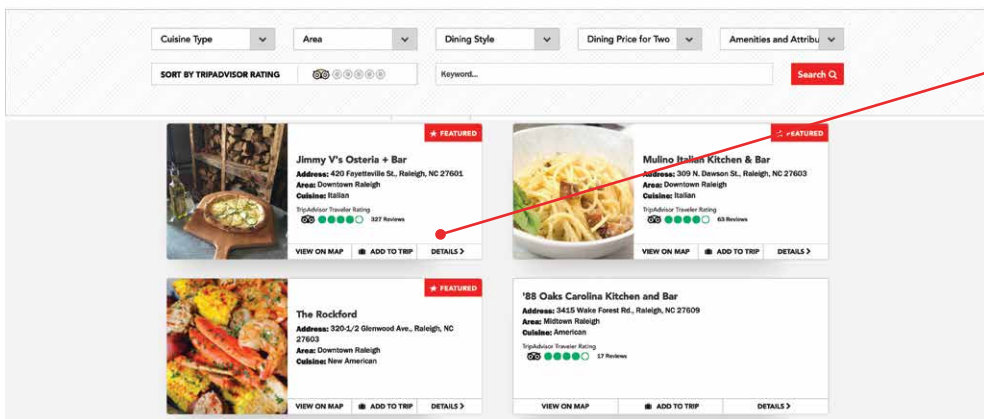 Cuisine Type
Area
Dining Style
Dining Price for Two
Amenities and Attribu
SORT BY TRIPADVISOR RATING
Keyword...
Search
FEATURED
Jimmy V's Osteria + Bar
Address: 420 Fayetteville St., Raleigh, NC 27601
Area: Downtown Raleigh
Cuisine: Italian
TripAdvisor Traveler Rating
327 Reviews
VIEW ON MAP ADD TO TRIP DETAILS >
FEATURED
Mulino Italian Kitchen & Bar
Address: 309 N. Dawson St., Raleigh, NC 27603
Area: Downtown Raleigh
Cuisine: Italian
TripAdvisor Traveler Rating
63 Reviews
VIEW ON MAP ADD TO TRIP DETAILS >
FEATURED
The Rockford
Address: 320-1/2 Glenwood Ave., Raleigh, NC
27603
Area: Downtown Raleigh
Cuisine: New American
VIEW ON MAP ADD TO TRIP DETAILS >
'88 Oaks Carolina Kitchen and Bar
Address: 3415 Wake Forest Rd., Raleigh, NC 27609
Area: Midtown Raleigh
Cuisine: American
TripAdvisor Traveler Rating
17 Reviews
VIEW ON MAP ADD TO TRIP DETAILS >